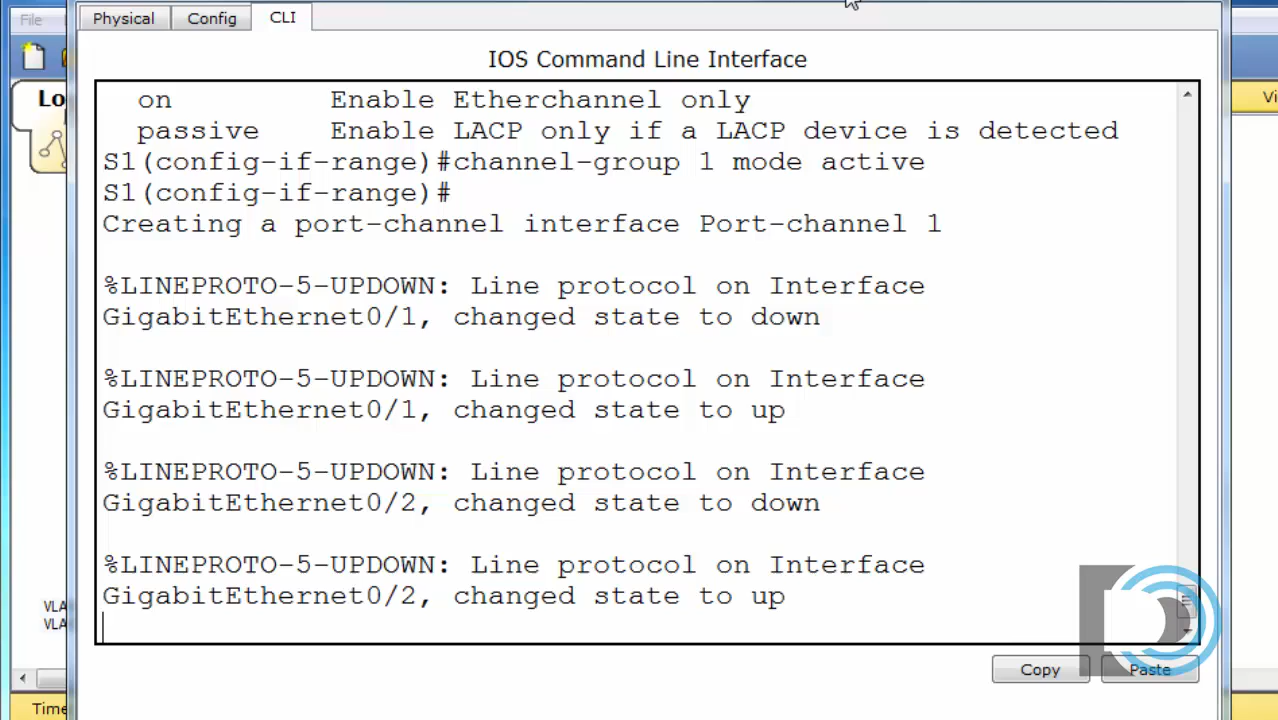 File
Physical
Config
CLI
IOS Command Line Interface
Lo
Vi
on Enable Etherchannel only
passive Enable LACP only if a LACP device is detected
S1(config-if-range)#channel-group 1 mode active
S1(config-if-range)#
Creating a port-channel interface Port-channel 1
%LINEPROTO-5-UPDOWN: Line protocol on Interface
GigabitEthernet0/1, changed state to down
%LINEPROTO-5-UPDOWN: Line protocol on Interface
GigabitEthernet0/1, changed state to up
%LINEPROTO-5-UPDOWN: Line protocol on Interface
GigabitEthernet0/2, changed state to down
%LINEPROTO-5-UPDOWN: Line protocol on Interface
GigabitEthernet0/2, changed state to up
VLA
VLA
Copy
Paste
Time